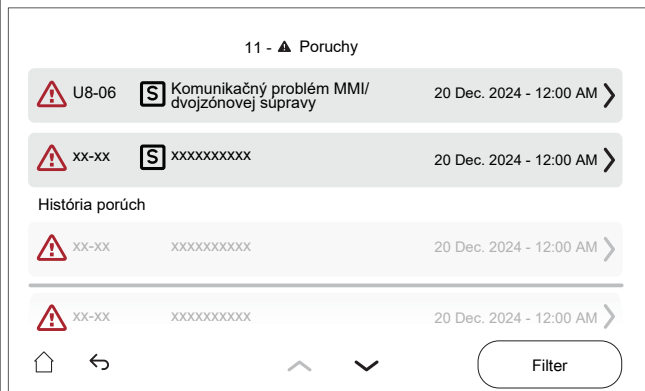 11 - ⚠ Poruchy
U8-06 S Komunikačný problém MMI/
dvojzónovej súpravy 20 Dec. 2024 - 12:00 AM
xx-xx S xxxxxxxxxx 20 Dec. 2024 - 12:00 AM
História porúch
xx-xx xxxxxxxxxx 20 Dec. 2024 - 12:00 AM
xx-xx xxxxxxxxxx 20 Dec. 2024 - 12:00 AM
Filter